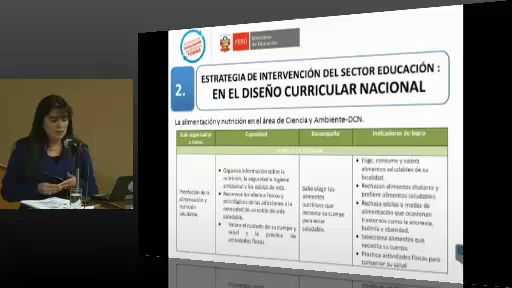 PERÚ
Ministerio
de Educación
2.
ESTRATEGIA DE INTERVENCIÓN DEL SECTOR EDUCACIÓN :
EN EL DISEÑO CURRICULAR NACIONAL
La alimentación y nutrición en el área de Ciencia y Ambiente-DCN.
Capacidad
Desempeño
Indicadores de logro
Promoción de la
alimentación y
nutrición
saludable.
Organiza información sobre la
nutrición, la seguridad e higiene
ambiental y los estilos de vida.
Reconoce los efectos físicos y
psicológicos de las adicciones a la
necesidad de un estilo de vida
saludable.
Valora el cuidado de su cuerpo y
salud y la práctica de
actividades físicas.
Sabe elegir los
alimentos
nutritivos que
necesita su cuerpo
para estar
saludable.
Elige, consume y valora
alimentos saludables de su
localidad.
Rechazan alimentos chatarra y
prefiere alimentos saludables
Rechaza estilos o modas de
alimentación que ocasionan
trastornos como la anorexia,
bulimia y obesidad.
Selecciona alimentos que
necesita su cuerpo
Practica actividades físicas para
conservar su salud